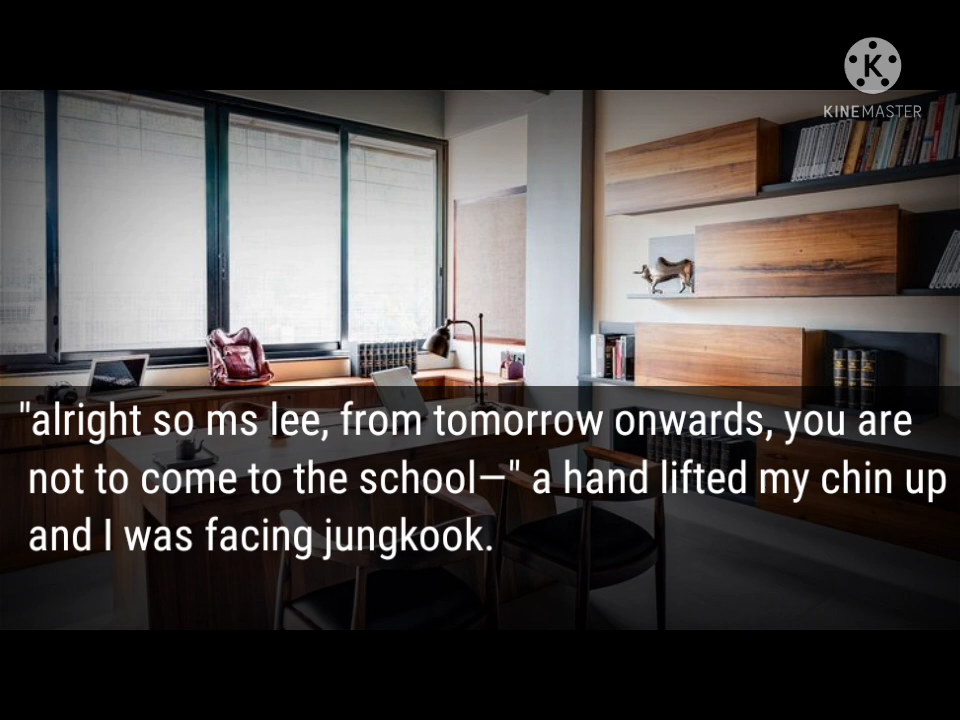 K
KINEMASTER
"alright so ms lee, from tomorrow onwards, you are
not to come to the school—" a hand lifted my chin up
and I was facing jungkook.